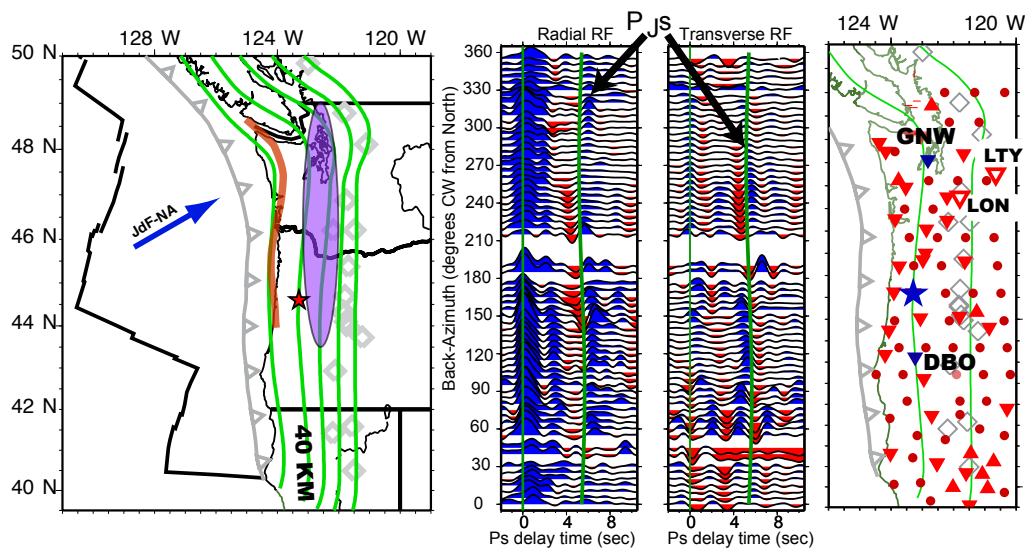 128 W 124 W 120 W
50 N
48 N
46 N
44 N
42 N
40 N
JdF-NA
40 KM
P Js
Radial RF Transverse RF
Back-Azimuth (degrees CW from North)
360
330
300
270
240
210
180
150
120
90
60
30
0
0 4 8 0 4 8
Ps delay time (sec) Ps delay time (sec)
124 W 120 W
GNW
LTY
LON
DBO